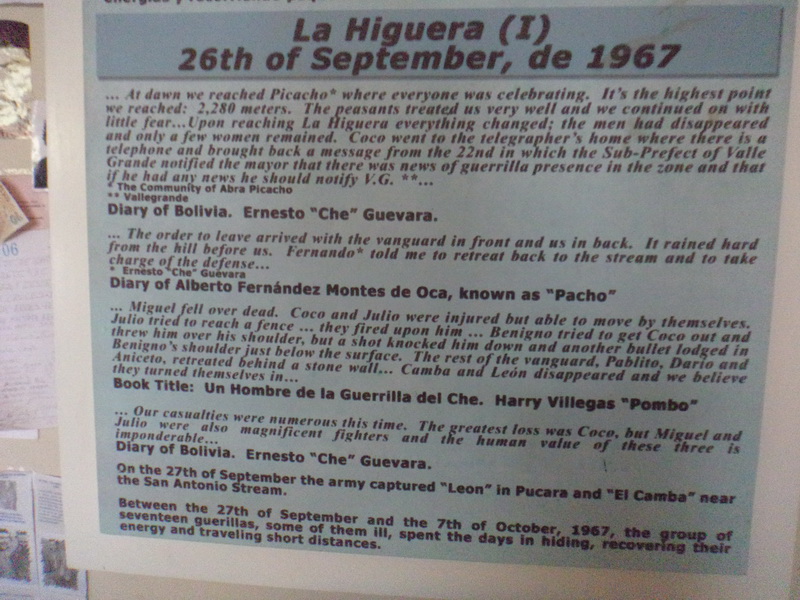 La Higuera (I)
26th of September, de 1967
... At dawn we reached Picacho* where everyone was celebrating. It's the highest point
we reached: 2,280 meters. The peasants treated us very well and we continued on with
little fear...Upon reaching La Higuera everything changed; the men had disappeared
and only a few women remained. Coco went to the telegrapher's home where there is a
telephone and brought back a message from the 22nd in which the Sub-Prefect of Valle
Grande notified the mayor that there was news of guerrilla presence in the zone and that
if he had any news he should notify V.G. **...
* The Community of Abra Picacho
** Vallegrande
Diary of Bolivia. Ernesto "Che" Guevara.
... The order to leave arrived with the vanguard in front and us in back. It rained hard
from the hill before us. Fernando* told me to retreat back to the stream and to take
charge of the defense...
* Ernesto "Che" Guevara
Diary of Alberto Fernández Montes de Oca, known as "Pacho"
... Miguel fell over dead. Coco and Julio were injured but able to move by themselves.
Julio tried to reach a fence ... they fired upon him ... Benigno tried to get Coco out and
threw him over his shoulder, but a shot knocked him down and another bullet lodged in
Benigno's shoulder just below the surface. The rest of the vanguard, Pablito, Darío and
Aniceto, retreated behind a stone wall... Camba and León disappeared and we believe
they turned themselves in...
Book Title: Un Hombre de la Guerrilla del Che. Harry Villegas "Pombo"
... Our casualties were numerous this time. The greatest loss was Coco, but Miguel and
Julio were also magnificent fighters and the human value of these three is
imponderable...
Diary of Bolivia. Ernesto "Che" Guevara.
On the 27th of September the army captured "Leon" in Pucara and "El Camba" near
the San Antonio Stream.
Between the 27th of September and the 7th of October, 1967, the group of
seventeen guerillas, some of them ill, spent the days in hiding, recovering their
energy and traveling short distances.
06